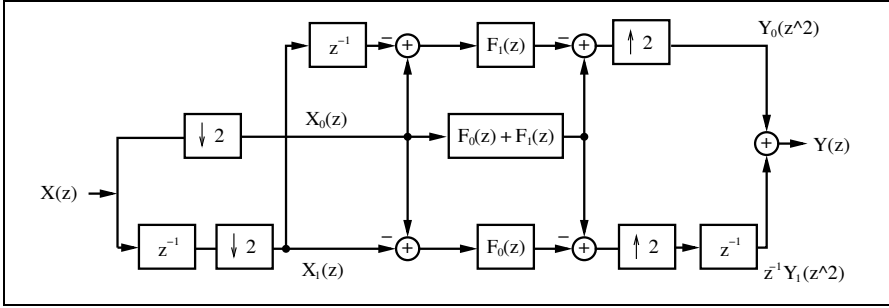 Y₀(z^2)
z⁻¹
−
+
F₁(z)
−
+
↑ 2
↓ 2
X₀(z)
F₀(z) + F₁(z)
+
Y(z)
X(z)
z⁻¹
↓ 2
X₁(z)
−
+
F₀(z)
−
+
↑ 2
z⁻¹
z⁻¹Y₁(z^2)